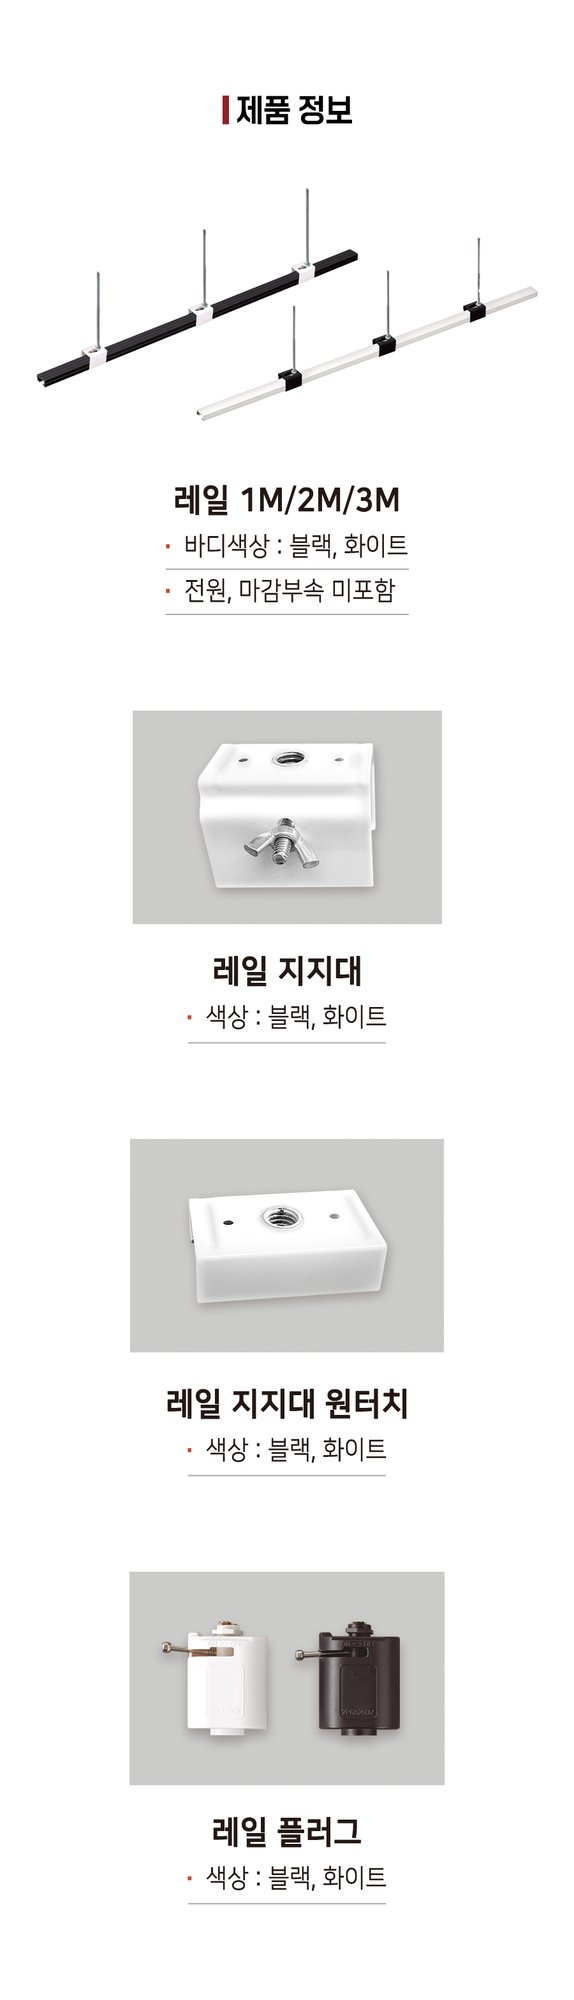 제품 정보
레일 1M/2M/3M
· 바디색상 : 블랙, 화이트
· 전원, 마감부속 미포함
레일 지지대
· 색상 : 블랙, 화이트
레일 지지대 원터치
· 색상 : 블랙, 화이트
레일 플러그
· 색상 : 블랙, 화이트